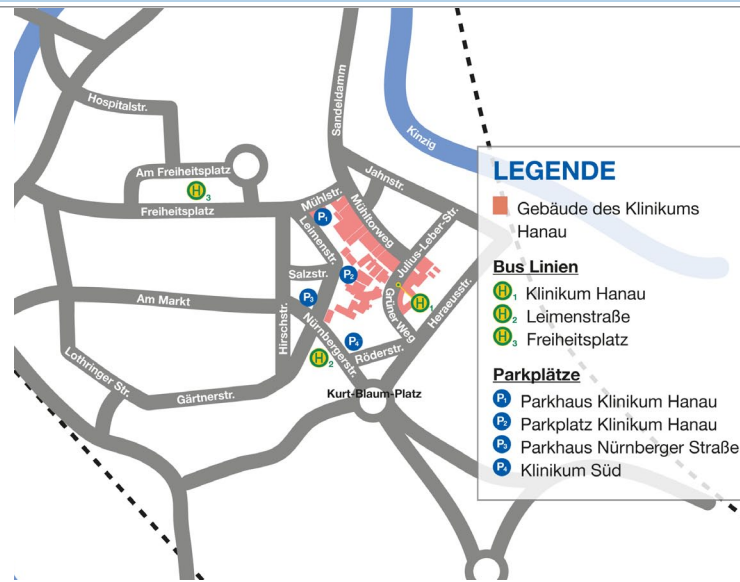 Hospitalstr.
Sandeldamm
Kinzig
Am Freiheitsplatz
H3
Freiheitsplatz
Mühlstr.
Jahnstr.
P1
Mühltorweg
Leimenstr.
Julius-Leber-Str.
Salzstr.
P2
P3
H1
Grüner Weg
Heraeusstr.
Am Markt
Hirschstr.
Nürnbergerstr.
P4
H2
Röderstr.
Lothringer Str.
Gärtnerstr.
Kurt-Blaum-Platz
LEGENDE
Gebäude des Klinikums
Hanau
Bus Linien
H1 Klinikum Hanau
H2 Leimenstraße
H3 Freiheitsplatz
Parkplätze
P1 Parkhaus Klinikum Hanau
P2 Parkplatz Klinikum Hanau
P3 Parkhaus Nürnberger Straße
P4 Klinikum Süd